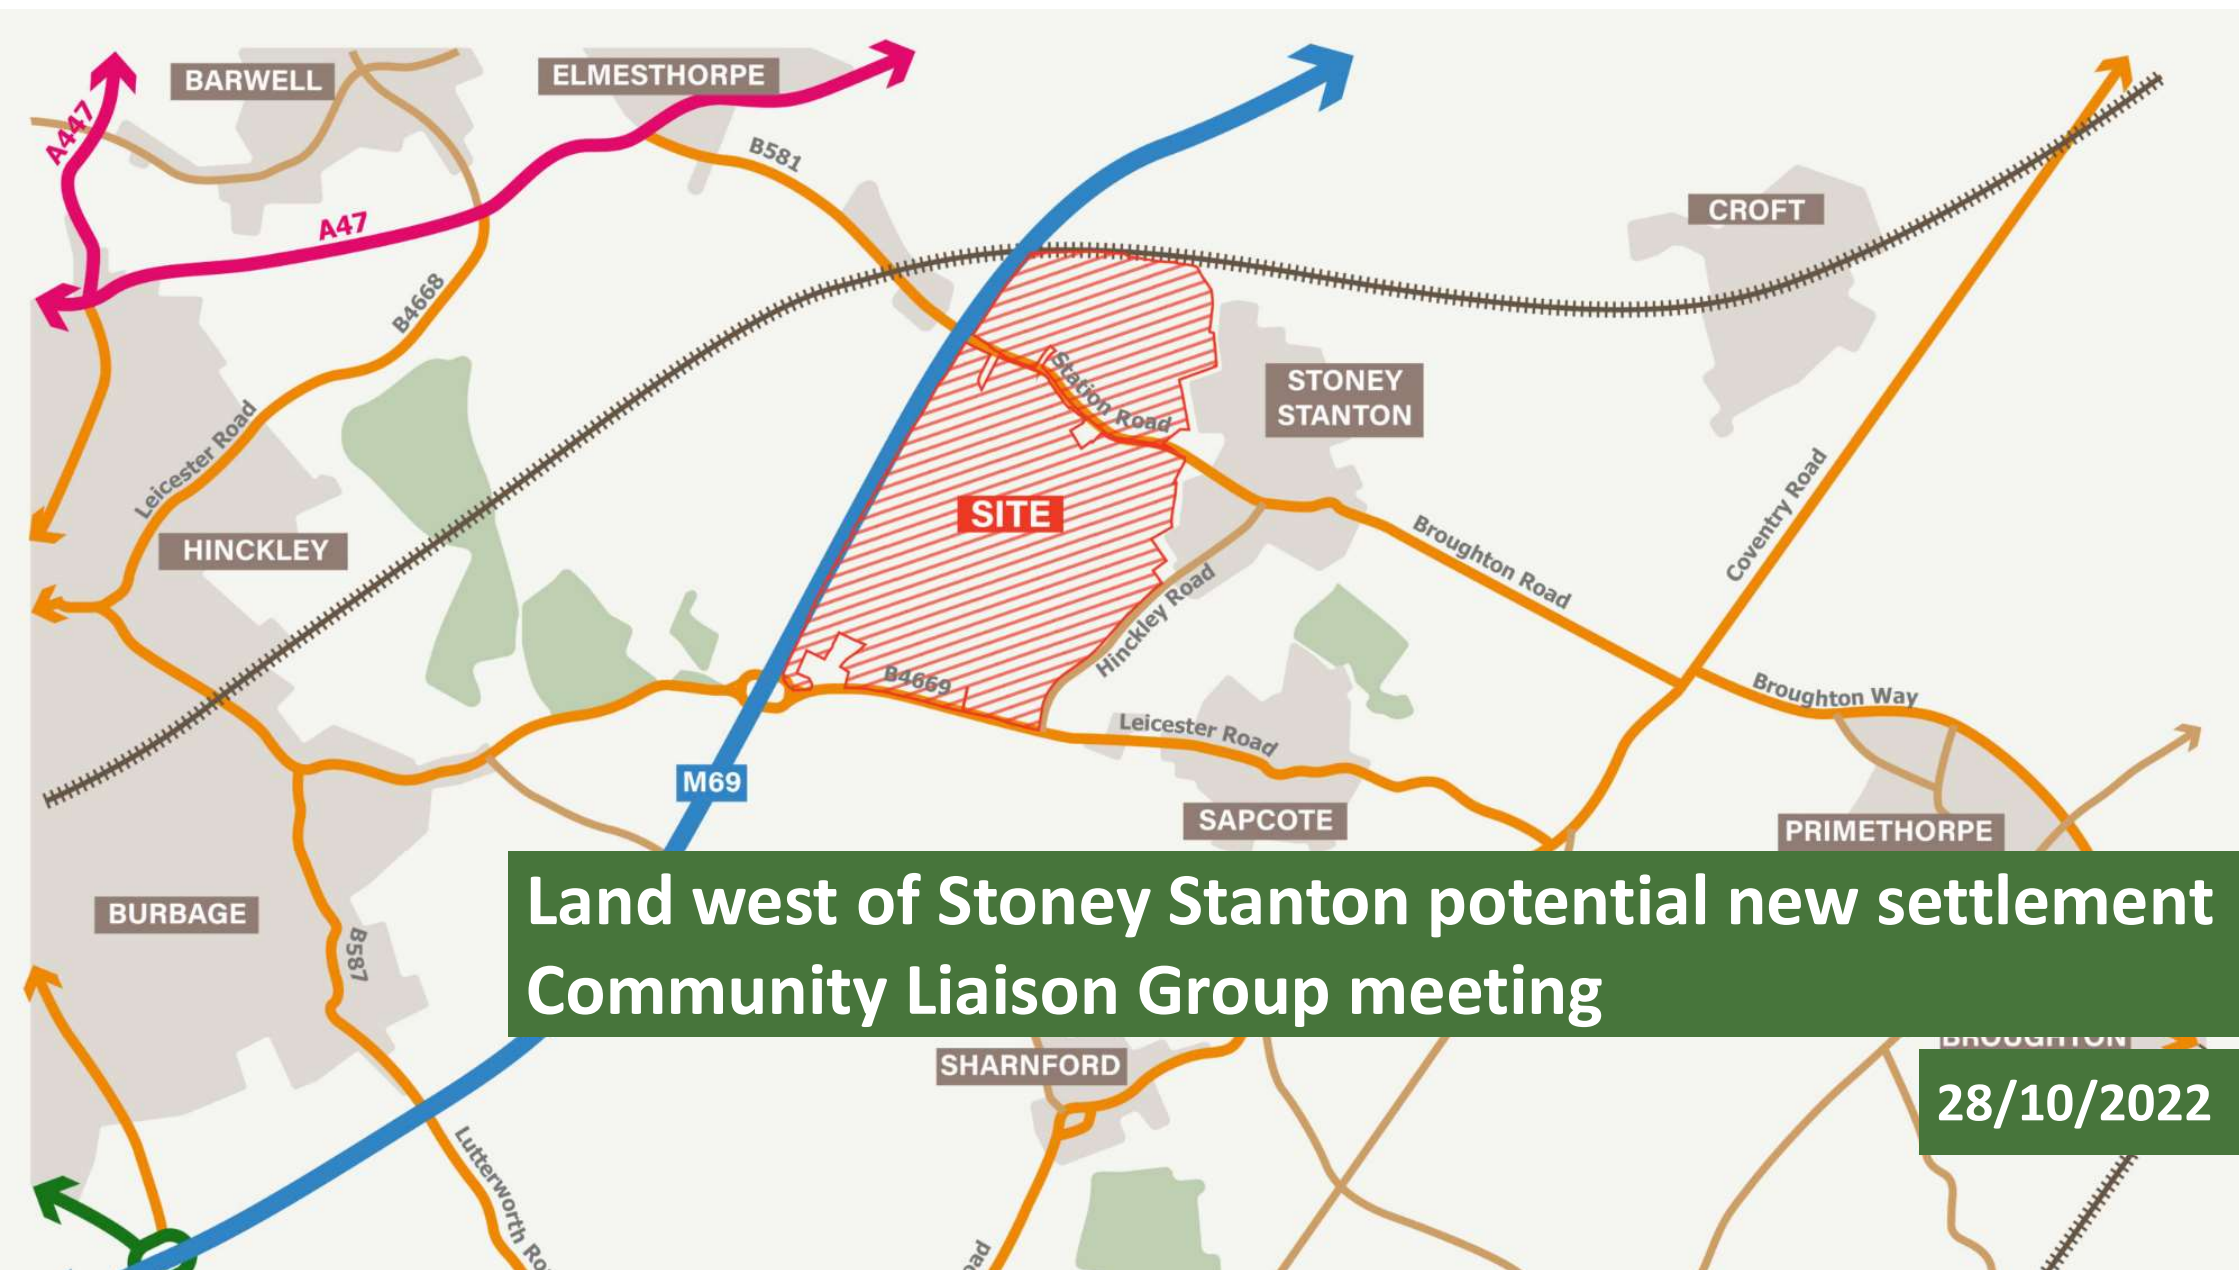 BARWELL
ELMESTHORPE
A447
B581
CROFT
A47
B4668
STONEY
STANTON
Station Road
Leicester Road
SITE
HINCKLEY
Broughton Road
Coventry Road
Hinckley Road
B4669
Broughton Way
Leicester Road
M69
SAPCOTE
PRIMETHORPE
Land west of Stoney Stanton potential new settlement
Community Liaison Group meeting
BURBAGE
B587
BROUGHTON
SHARNFORD
28/10/2022
Lutterworth